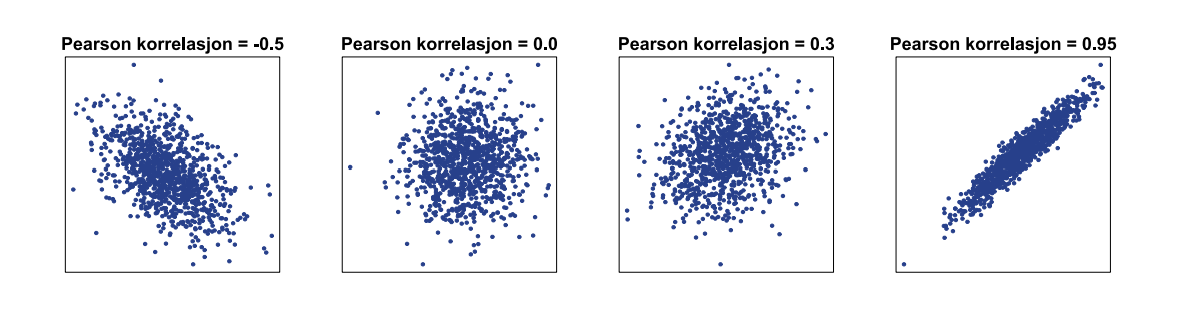 Pearson korrelasjon = -0.5
Pearson korrelasjon = 0.0
Pearson korrelasjon = 0.3
Pearson korrelasjon = 0.95